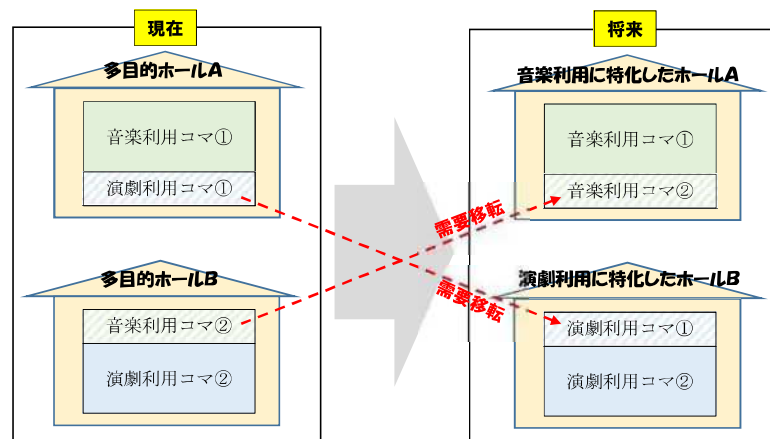 現在
多目的ホールA
音楽利用コマ①
演劇利用コマ①
多目的ホールB
音楽利用コマ②
演劇利用コマ②
需要移転
需要移転
将来
音楽利用に特化したホールA
音楽利用コマ①
音楽利用コマ②
演劇利用に特化したホールB
演劇利用コマ①
演劇利用コマ②